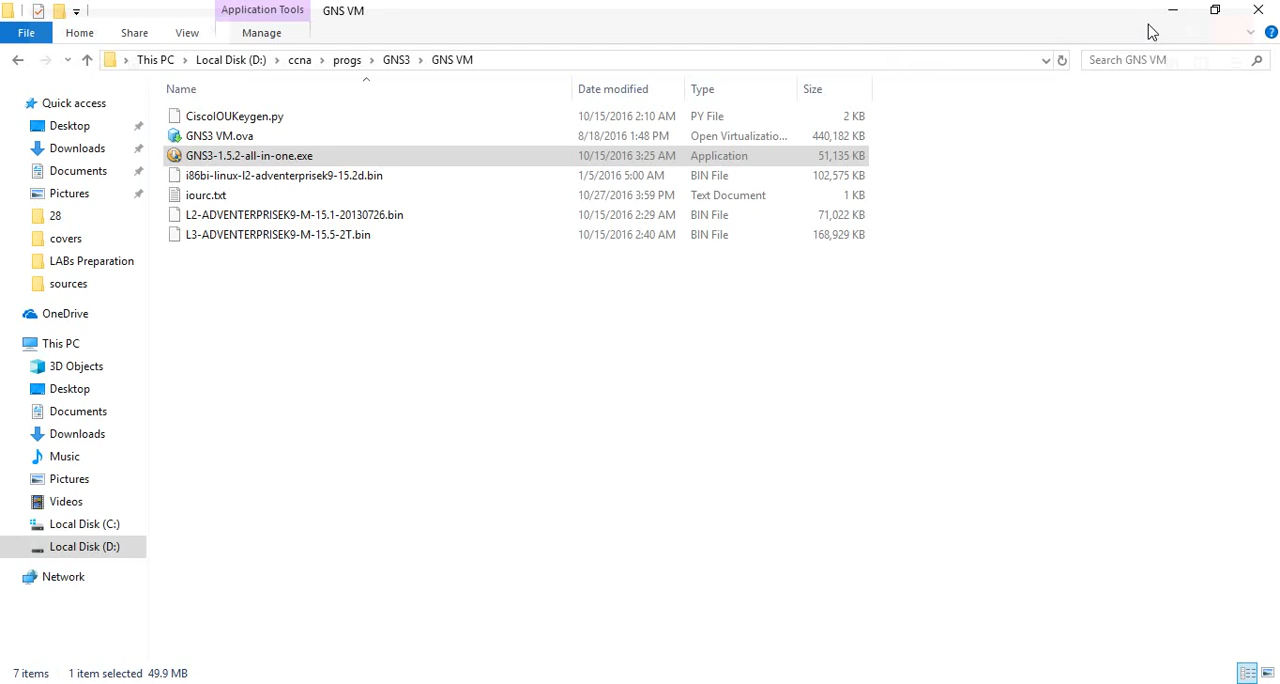 Application Tools GNS VM
File Home Share View Manage
This PC Local Disk (D:) ccna progs GNS3 GNS VM Search GNS VM
Name Date modified Type Size
CiscoIOUKeygen.py 10/15/2016 2:10 AM PY File 2 KB
GNS3 VM.ova 8/18/2016 1:48 PM Open Virtualizatio... 440,182 KB
GNS3-1.5.2-all-in-one.exe 10/15/2016 3:25 AM Application 51,135 KB
i86bi-linux-l2-adventerprisek9-15.2d.bin 1/5/2016 5:00 AM BIN File 102,575 KB
iourc.txt 10/27/2016 3:59 PM Text Document 1 KB
L2-ADVENTERPRISEK9-M-15.1-20130726.bin 10/15/2016 2:29 AM BIN File 71,022 KB
L3-ADVENTERPRISEK9-M-15.5-2T.bin 10/15/2016 2:40 AM BIN File 168,929 KB
Quick access
Desktop
Downloads
Documents
Pictures
28
covers
LABs Preparation
sources
OneDrive
This PC
3D Objects
Desktop
Documents
Downloads
Music
Pictures
Videos
Local Disk (C:)
Local Disk (D:)
Network
7 items 1 item selected 49.9 MB